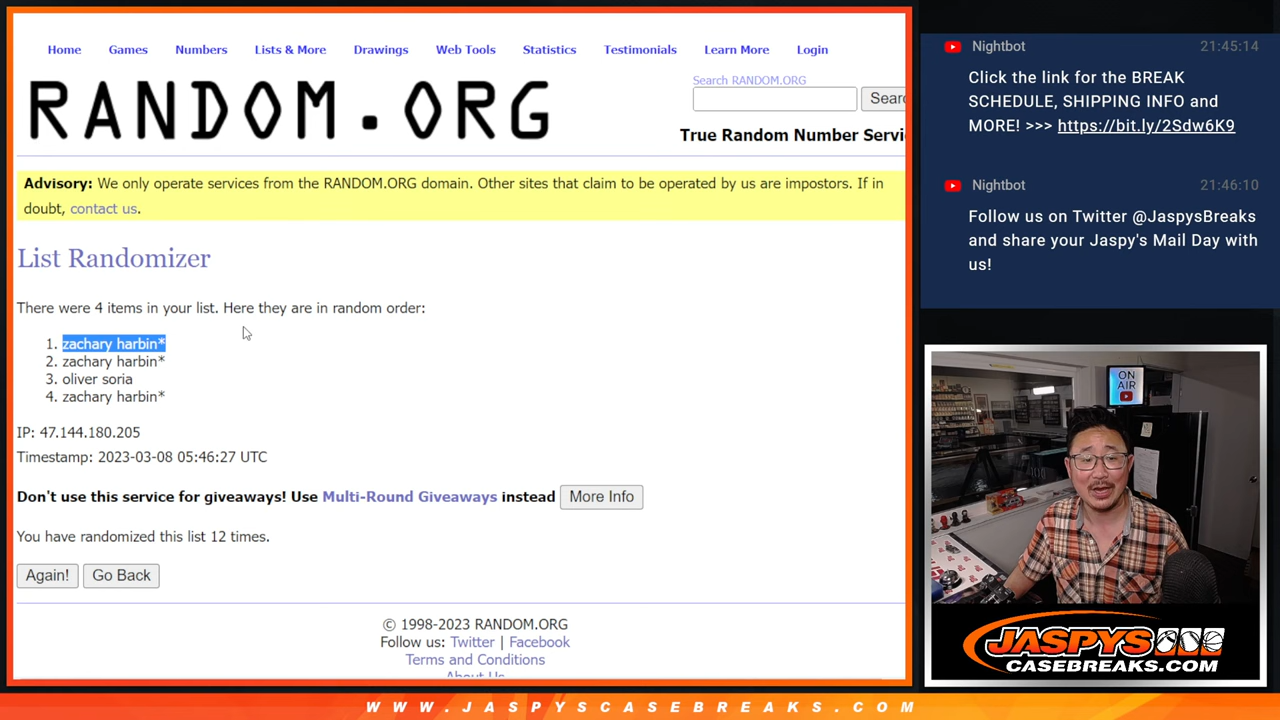 Home Games Numbers Lists & More Drawings Web Tools Statistics Testimonials Learn More Login
RANDOM.ORG
Search RANDOM.ORG
Searc
True Random Number Servi
Advisory: We only operate services from the RANDOM.ORG domain. Other sites that claim to be operated by us are impostors. If in
doubt, contact us.
List Randomizer
There were 4 items in your list. Here they are in random order:
1. zachary harbin*
2. zachary harbin*
3. oliver soria
4. zachary harbin*
IP: 47.144.180.205
Timestamp: 2023-03-08 05:46:27 UTC
Don't use this service for giveaways! Use Multi-Round Giveaways instead More Info
You have randomized this list 12 times.
Again! Go Back
© 1998-2023 RANDOM.ORG
Follow us: Twitter | Facebook
Terms and Conditions
About Us
Nightbot 21:45:14
Click the link for the BREAK
SCHEDULE, SHIPPING INFO and
MORE! >>> https://bit.ly/2Sdw6K9
Nightbot 21:46:10
Follow us on Twitter @JaspysBreaks
and share your Jaspy's Mail Day with
us!
ON
AIR
JASPYS
CASEBREAKS.COM
WWW.JASPYSCASEBREAKS.COM